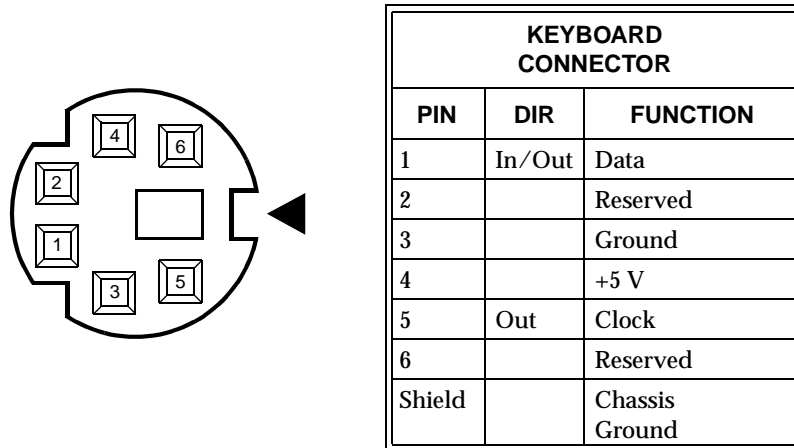 4
6
2
1
3
5
KEYBOARD
CONNECTOR
PIN DIR FUNCTION
1 In/Out Data
2 Reserved
3 Ground
4 +5 V
5 Out Clock
6 Reserved
Shield Chassis
Ground